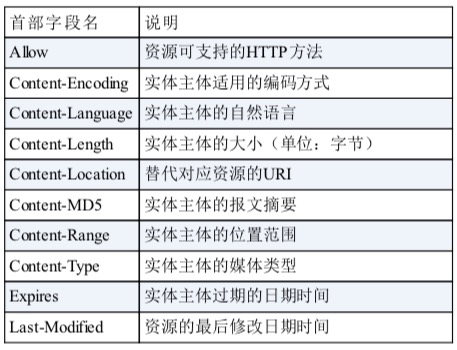 首部字段名 说明
Allow 资源可支持的HTTP方法
Content-Encoding 实体主体适用的编码方式
Content-Language 实体主体的自然语言
Content-Length 实体主体的大小（单位：字节）
Content-Location 替代对应资源的URI
Content-MD5 实体主体的报文摘要
Content-Range 实体主体的位置范围
Content-Type 实体主体的媒体类型
Expires 实体主体过期的日期时间
Last-Modified 资源的最后修改日期时间